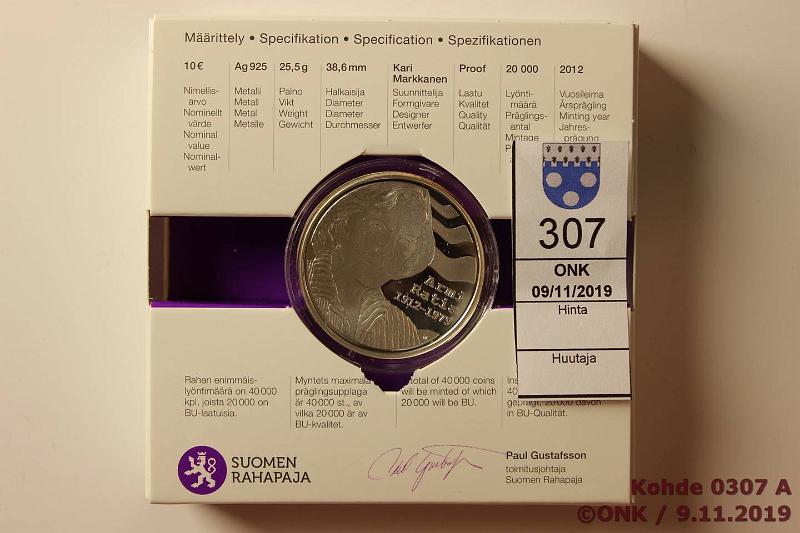 Määrittely • Specifikation • Specification • Spezifikationen
10 € Ag 925 25,5 g 38,6 mm Kari Markkanen Proof 20 000 2012
Nimellis-
arvo
Nominellt
värde
Nominal
value
Nominal-
wert
Metalli
Metall
Metal
Metalle
Paino
Vikt
Weight
Gewicht
Halkaisija
Diameter
Diameter
Durchmesser
Suunnittelija
Formgivare
Designer
Entwerfer
Laatu
Kvalitet
Quality
Qualität
Lyönti-
määrä
Präglings-
antal
Mintage
Vuosileima
Årsprägling
Minting year
Jahres-
prägung
Armi
Ratia
1912–1979
307
ONK
09/11/2019
Hinta
Huutaja
Rahan enimmäis-
lyöntimäärä on 40 000
kpl, joista 20 000 on
BU-laatuisia.
Myntets maximala
präglingsupplaga
är 40 000 st., av
vilka 20 000 är av
BU-kvalitet.
total of 40 000 coins
will be minted of which
20 000 will be BU.
geprägt, 20 000 davon
in BU-Qualität.
SUOMEN
RAHAPAJA
Paul Gustafsson
toimitusjohtaja
Suomen Rahapaja
Kohde 0307 A
©ONK / 9.11.2019